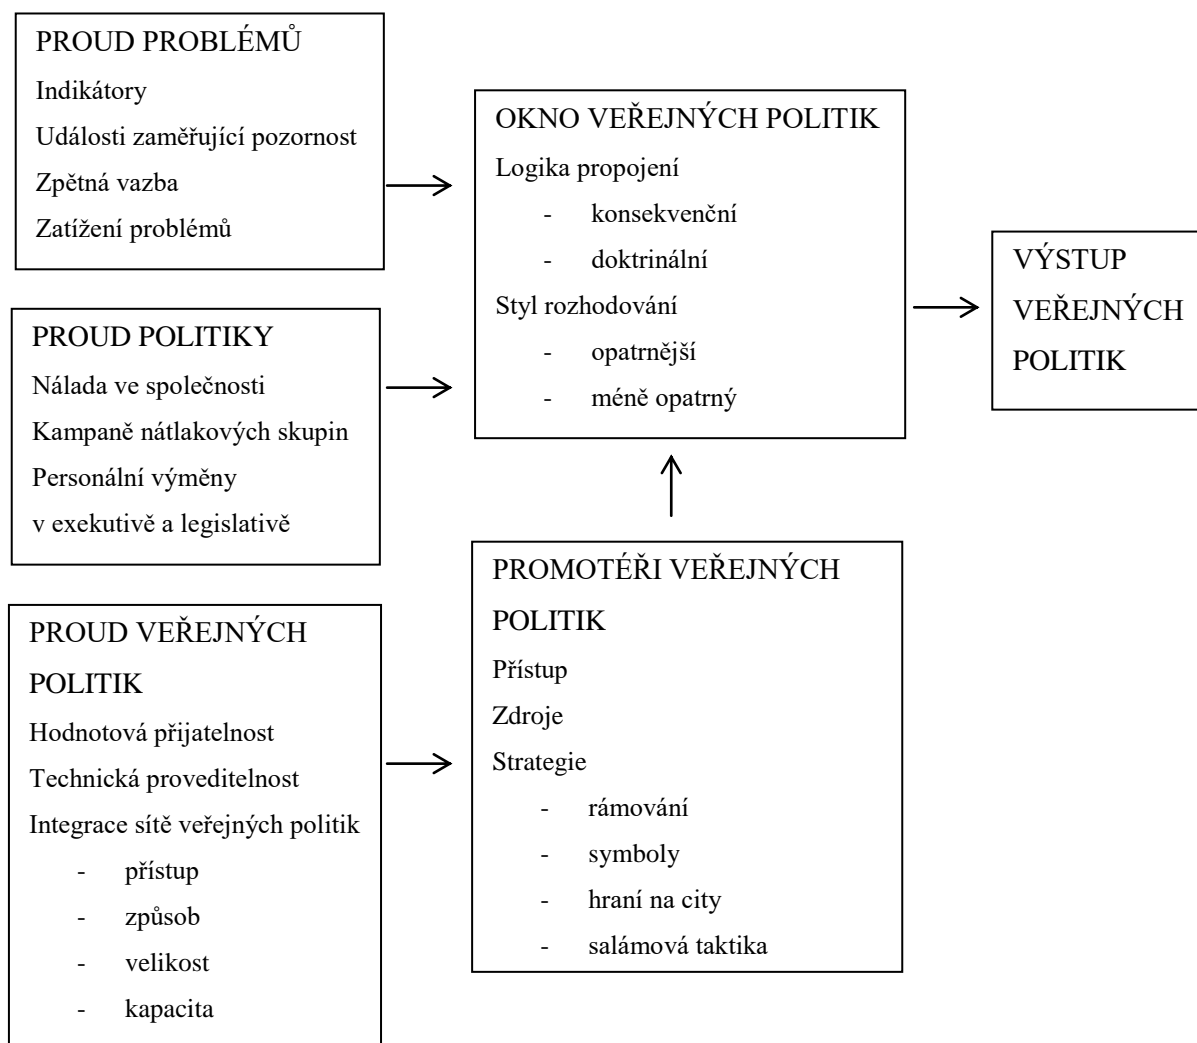 PROUD PROBLÉMŮ
Indikátory
Události zaměřující pozornost
Zpětná vazba
Zatížení problémů
PROUD POLITIKY
Nálada ve společnosti
Kampaně nátlakových skupin
Personální výměny
v exekutivě a legislativě
PROUD VEŘEJNÝCH
POLITIK
Hodnotová přijatelnost
Technická proveditelnost
Integrace sítě veřejných politik
- přístup
- způsob
- velikost
- kapacita
OKNO VEŘEJNÝCH POLITIK
Logika propojení
- konsekvenční
- doktrinální
Styl rozhodování
- opatrnější
- méně opatrný
PROMOTÉŘI VEŘEJNÝCH
POLITIK
Přístup
Zdroje
Strategie
- rámování
- symboly
- hraní na city
- salámová taktika
VÝSTUP
VEŘEJNÝCH
POLITIK